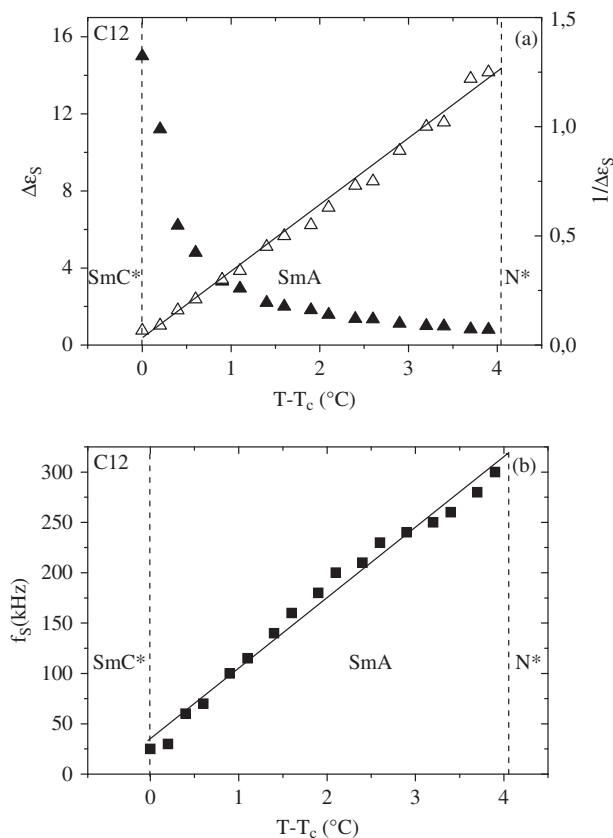 C12
(a)
16
12
8
4
0
Δε_S
1,5
1,0
0,5
0,0
1/Δε_S
SmC*
SmA
N*
0
1
2
3
4
T-T_c (°C)
C12
(b)
300
250
200
150
100
50
0
f_S(kHz)
SmC*
SmA
N*
0
1
2
3
4
T-T_c (°C)